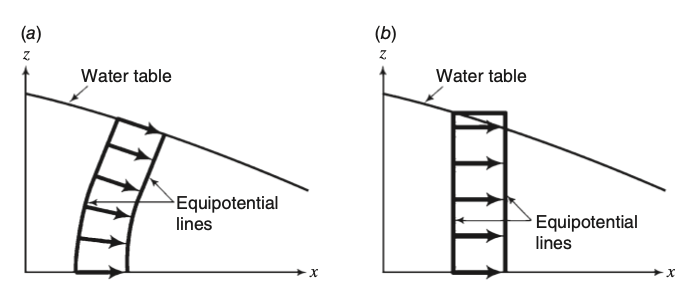 (a)
z
Water table
Equipotential
lines
x
(b)
z
Water table
Equipotential
lines
x